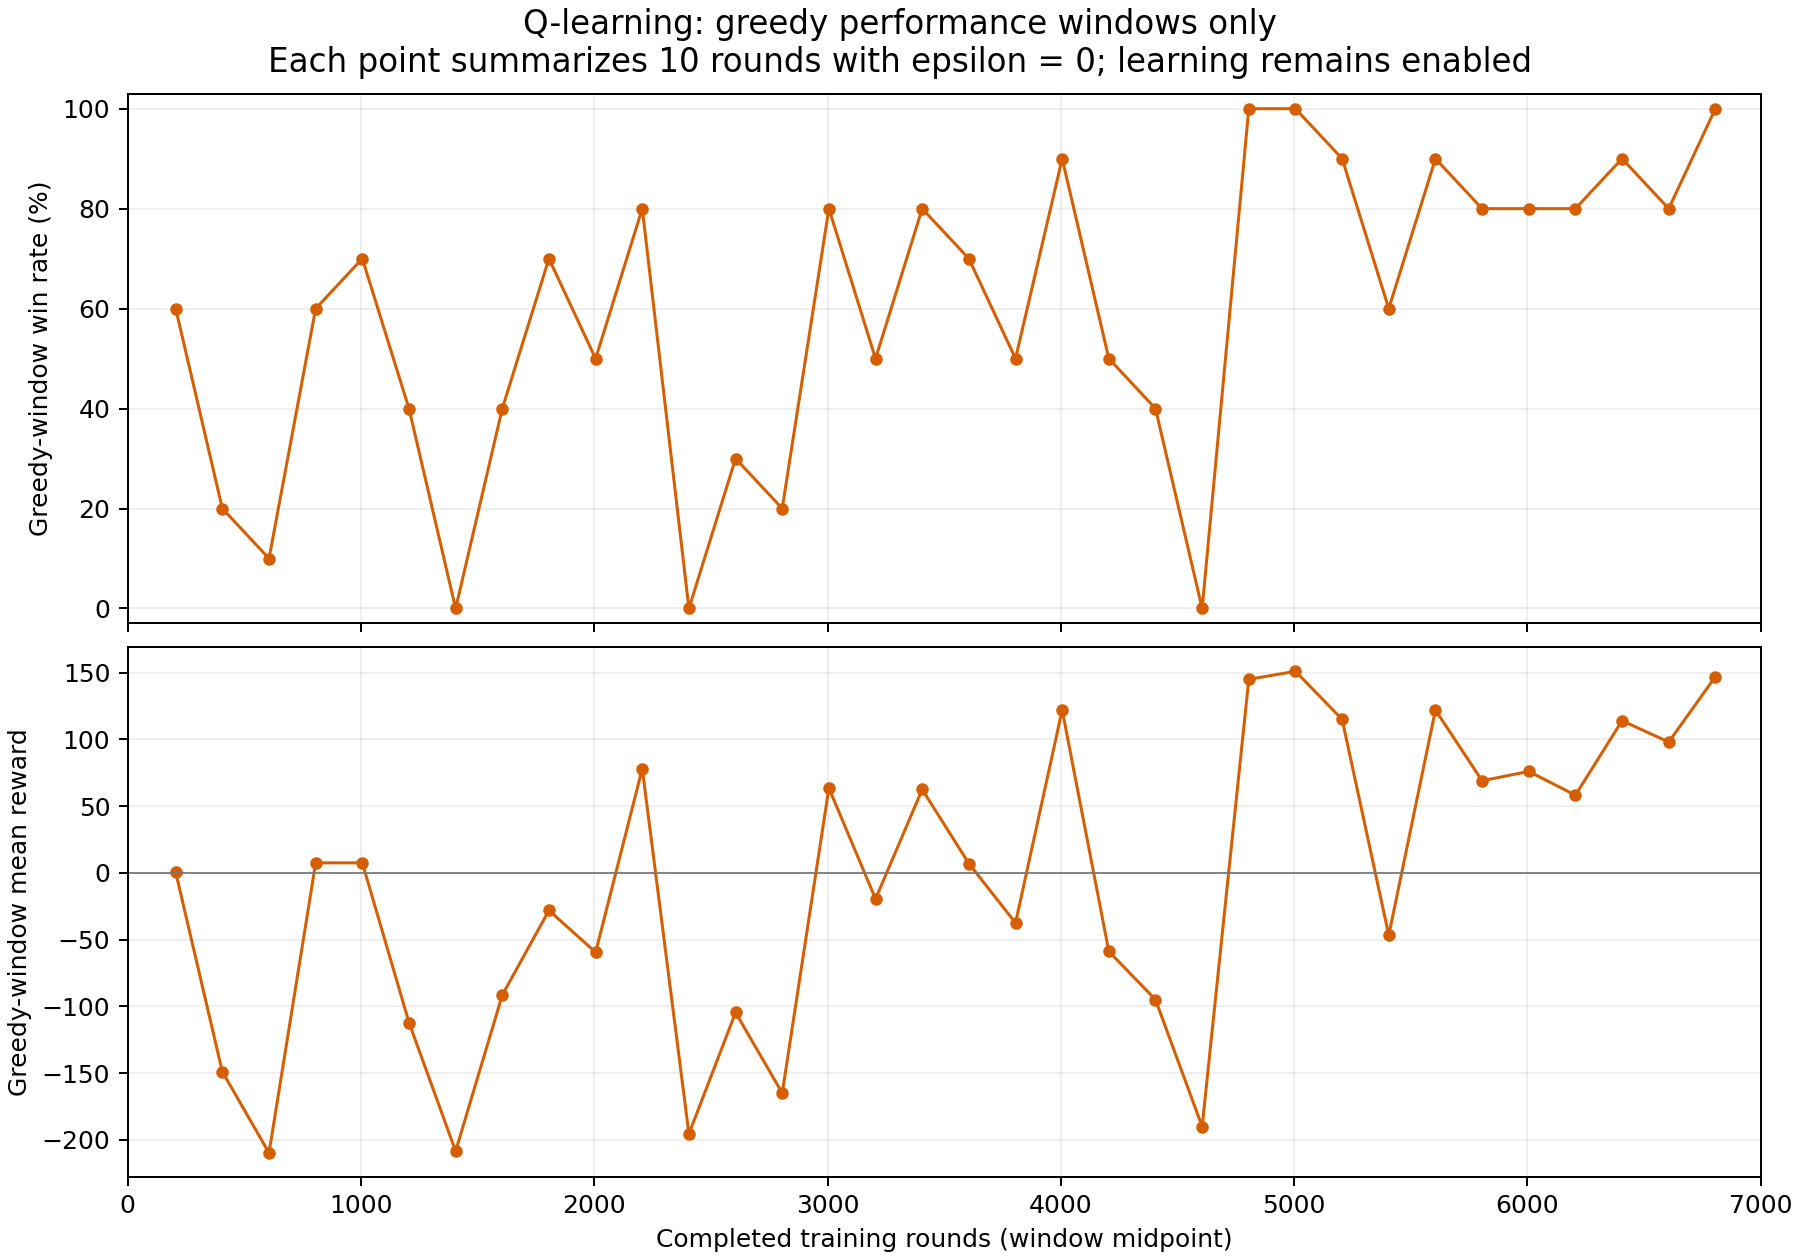 Q-learning: greedy performance windows only
Each point summarizes 10 rounds with epsilon = 0; learning remains enabled
Greedy-window win rate (%)
100
80
60
40
20
0
Greedy-window mean reward
150
100
50
0
−50
−100
−150
−200
0 1000 2000 3000 4000 5000 6000 7000
Completed training rounds (window midpoint)